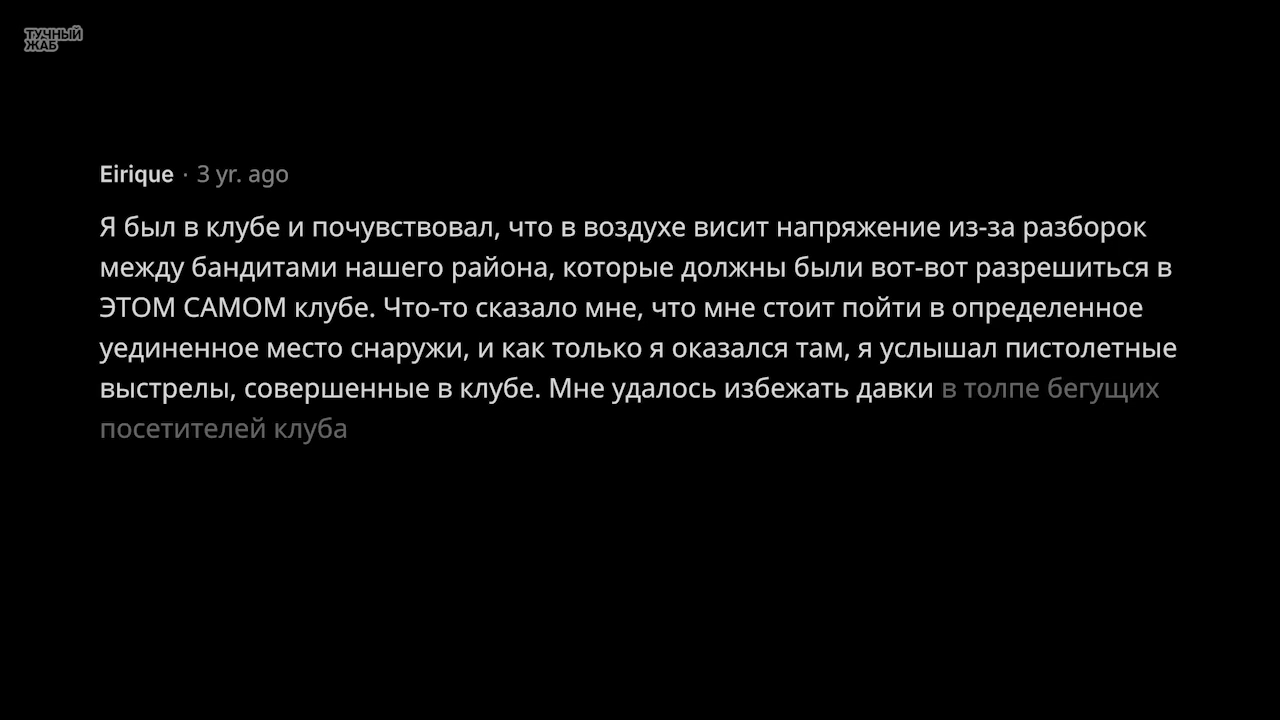 ТУЧНЫЙ
ЖАБ
Eirique · 3 yr. ago
Я был в клубе и почувствовал, что в воздухе висит напряжение из-за разборок
между бандитами нашего района, которые должны были вот-вот разрешиться в
ЭТОМ САМОМ клубе. Что-то сказало мне, что мне стоит пойти в определенное
уединенное место снаружи, и как только я оказался там, я услышал пистолетные
выстрелы, совершенные в клубе. Мне удалось избежать давки в толпе бегущих
посетителей клуба